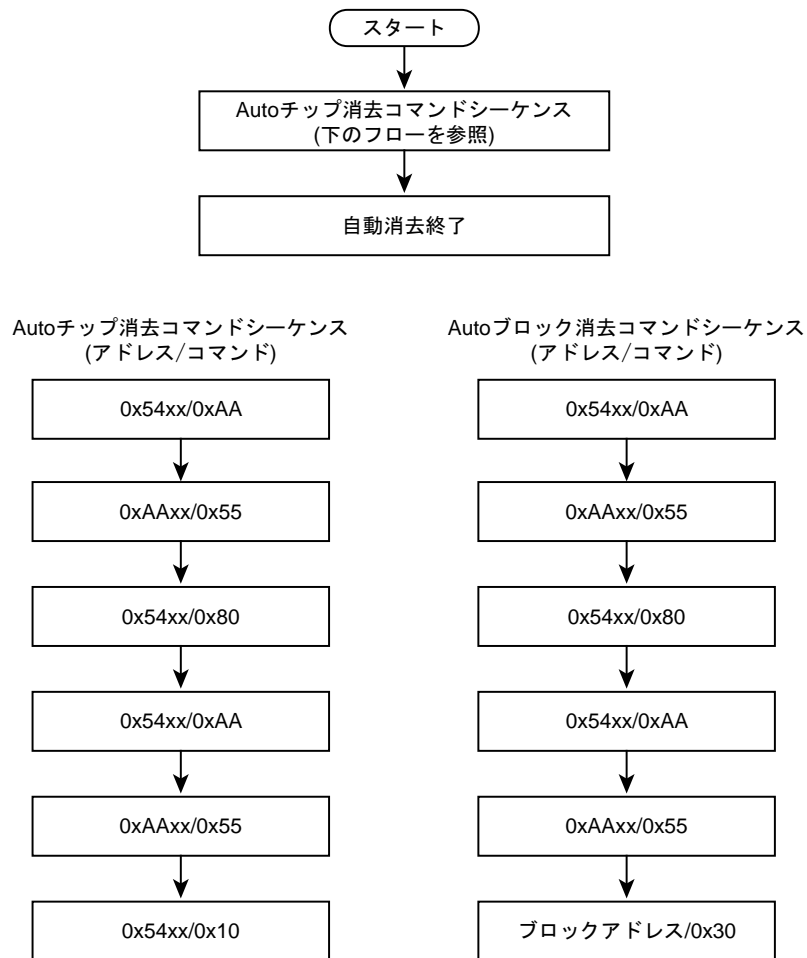 スタート
Autoチップ消去コマンドシーケンス
(下のフローを参照)
自動消去終了
Autoチップ消去コマンドシーケンス
(アドレス/コマンド)
0x54xx/0xAA
0xAAxx/0x55
0x54xx/0x80
0x54xx/0xAA
0xAAxx/0x55
0x54xx/0x10
Autoブロック消去コマンドシーケンス
(アドレス/コマンド)
0x54xx/0xAA
0xAAxx/0x55
0x54xx/0x80
0x54xx/0xAA
0xAAxx/0x55
ブロックアドレス/0x30